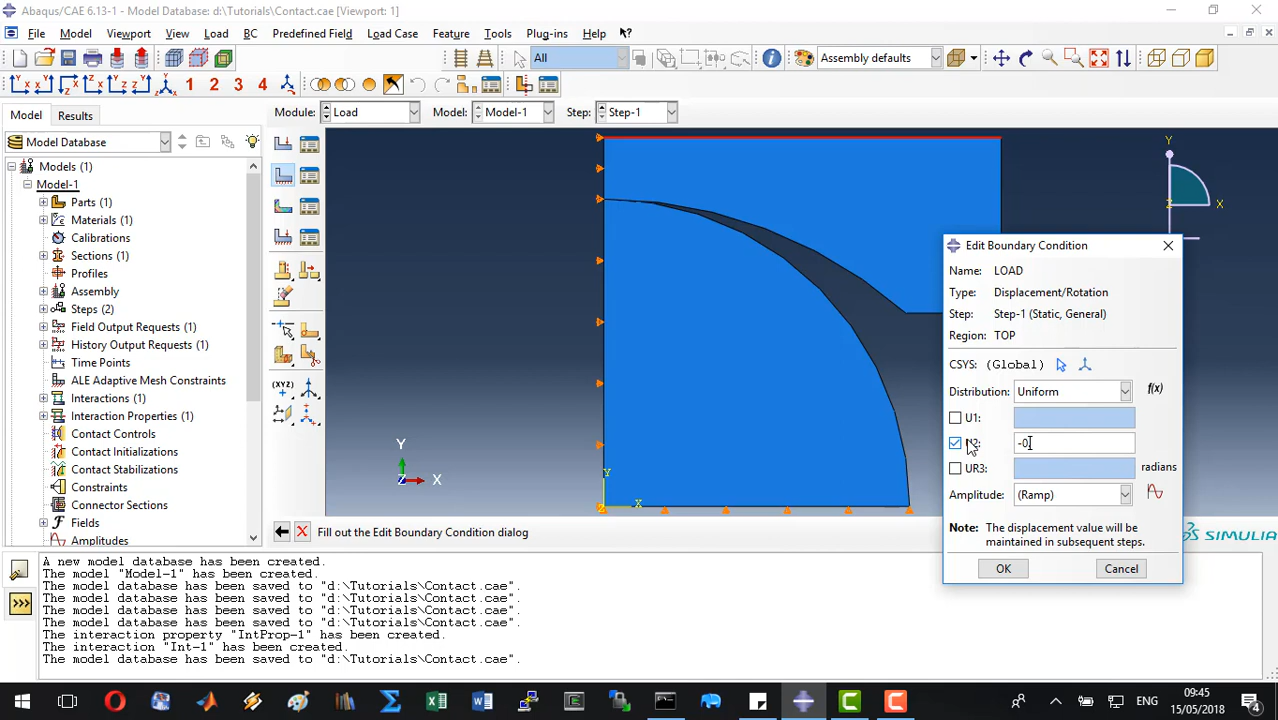 Abaqus/CAE 6.13-1 - Model Database: d:\Tutorials\Contact.cae [Viewport: 1]
File Model Viewport View Load BC Predefined Field Load Case Feature Tools Plug-ins Help
All
Assembly defaults
1 2 3 4
Model Results
Module: Load Model: Model-1 Step: Step-1
Model Database
Models (1)
Model-1
Parts (1)
Materials (1)
Calibrations
Sections (1)
Profiles
Assembly
Steps (2)
Field Output Requests (1)
History Output Requests (1)
Time Points
ALE Adaptive Mesh Constraints
Interactions (1)
Interaction Properties (1)
Contact Controls
Contact Initializations
Contact Stabilizations
Constraints
Connector Sections
Fields
Amplitudes
Y
Z X
Y
X
Y
Z X
Edit Boundary Condition
Name: LOAD
Type: Displacement/Rotation
Step: Step-1 (Static, General)
Region: TOP
CSYS: (Global)
Distribution: Uniform f(x)
U1:
-0
UR3: radians
Amplitude: (Ramp)
Note: The displacement value will be
maintained in subsequent steps.
OK Cancel
Fill out the Edit Boundary Condition dialog
SIMULIA
A new model database has been created.
The model "Model-1" has been created.
The model database has been saved to "d:\Tutorials\Contact.cae".
The model database has been saved to "d:\Tutorials\Contact.cae".
The model database has been saved to "d:\Tutorials\Contact.cae".
The model database has been saved to "d:\Tutorials\Contact.cae".
The interaction property "IntProp-1" has been created.
The interaction "Int-1" has been created.
The model database has been saved to "d:\Tutorials\Contact.cae".
ENG
09:45
15/05/2018
4